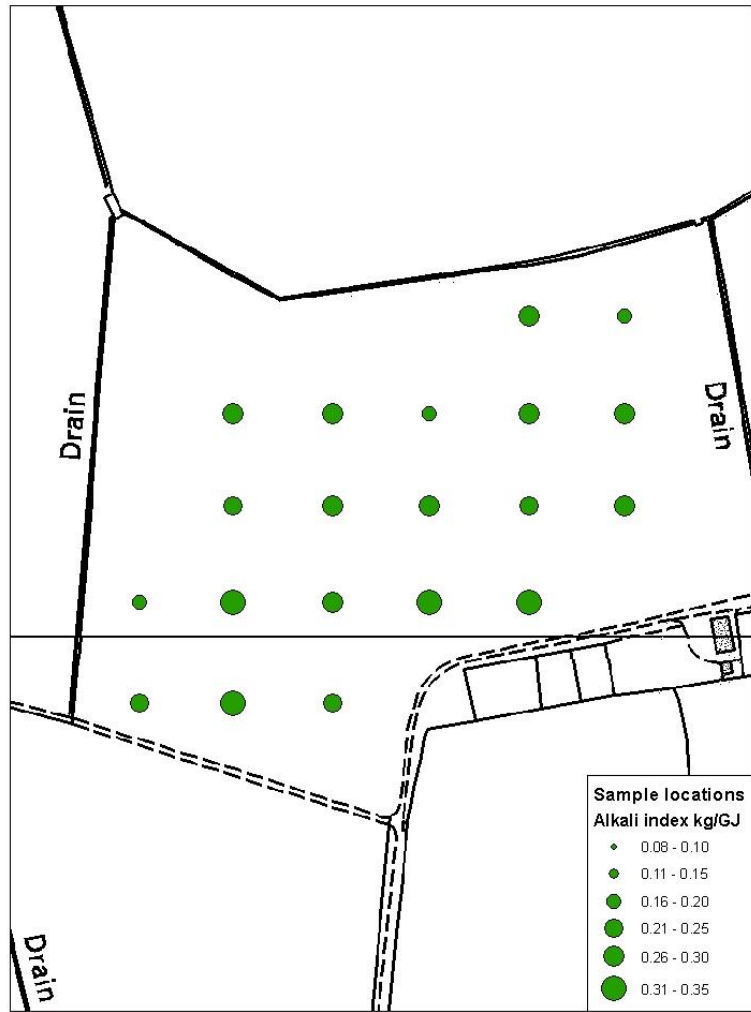 Drain
Drain
Drain
Sample locations
Alkali index kg/GJ
0.08 - 0.10
0.11 - 0.15
0.16 - 0.20
0.21 - 0.25
0.26 - 0.30
0.31 - 0.35